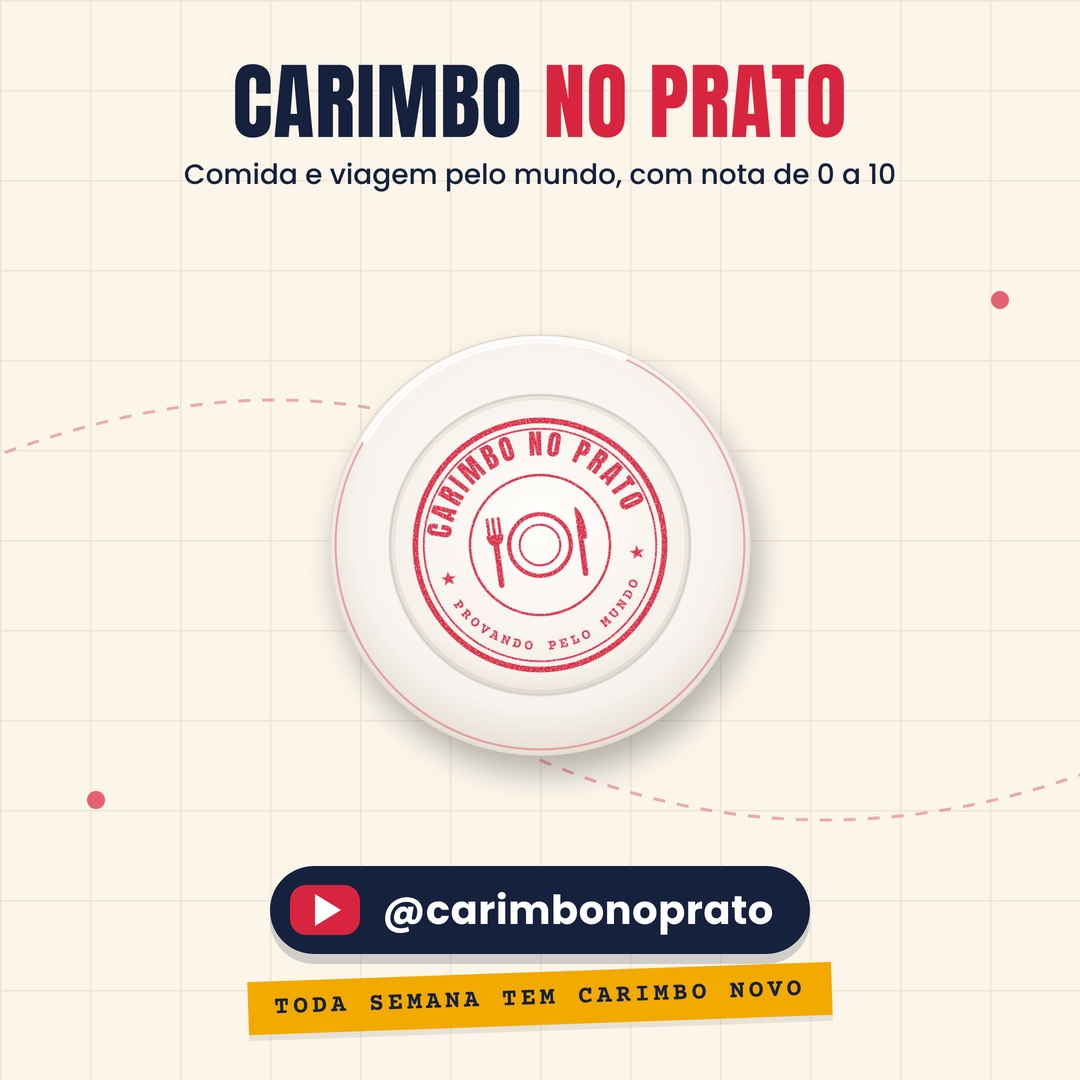 CARIMBO NO PRATO
Comida e viagem pelo mundo, com nota de 0 a 10
CARIMBO NO PRATO
★ PROVANDO PELO MUNDO ★
@carimbonoprato
TODA SEMANA TEM CARIMBO NOVO